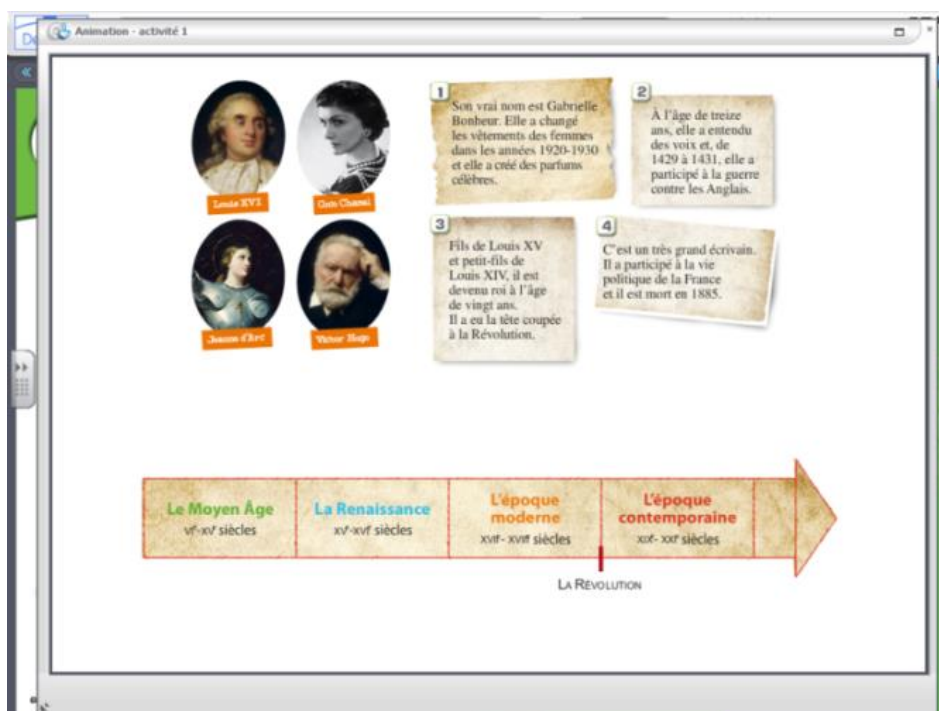 Animation - activité 1
Louis XVI
Coco Chanel
Jeanne d'Arc
Victor Hugo
1
Son vrai nom est Gabrielle
Bonheur. Elle a changé
les vêtements des femmes
dans les années 1920-1930
et elle a créé des parfums
célèbres.
2
À l'âge de treize
ans, elle a entendu
des voix et, de
1429 à 1431, elle a
participé à la guerre
contre les Anglais.
3
Fils de Louis XV
et petit-fils de
Louis XIV, il est
devenu roi à l'âge
de vingt ans.
Il a eu la tête coupée
à la Révolution.
4
C'est un très grand écrivain.
Il a participé à la vie
politique de la France
et il est mort en 1885.
Le Moyen Âge
VIe-XVe siècles
La Renaissance
XVe-XVIe siècles
L'époque
moderne
XVIIe- XVIIIe siècles
L'époque
contemporaine
XIXe- XXIe siècles
LA RÉVOLUTION